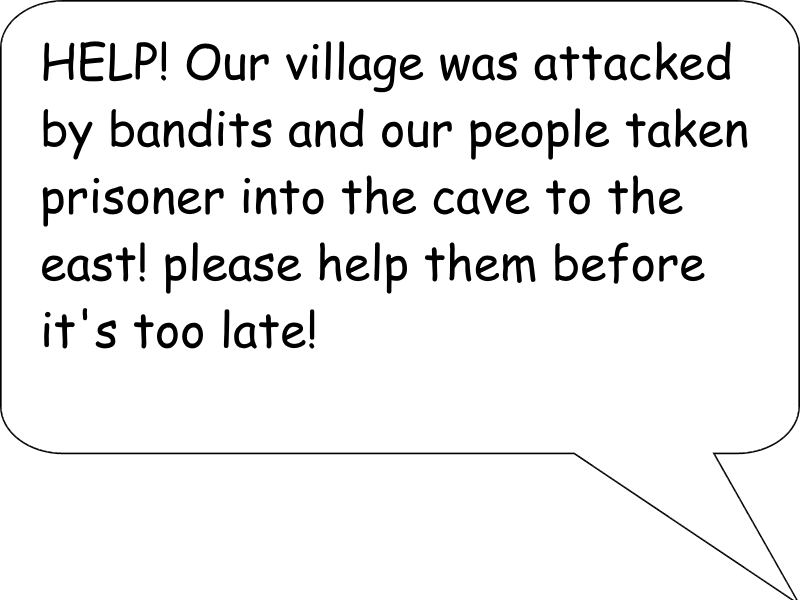 HELP! Our village was attacked
by bandits and our people taken
prisoner into the cave to the
east! please help them before
it's too late!